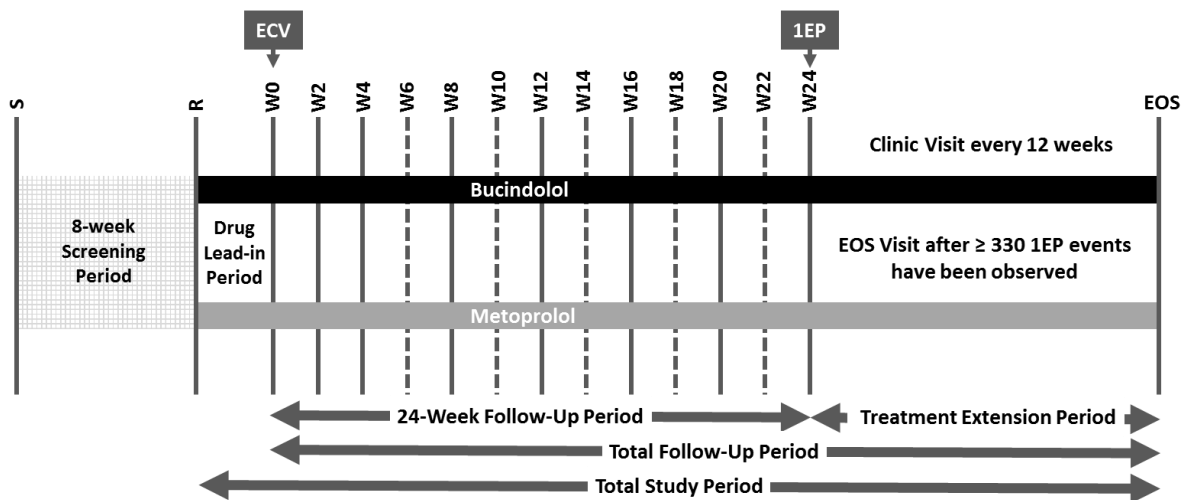 ECV
1EP
S
R
W0
W2
W4
W6
W8
W10
W12
W14
W16
W18
W20
W22
W24
EOS
Clinic Visit every 12 weeks
Bucindolol
8-week
Screening
Period
Drug
Lead-in
Period
EOS Visit after ≥ 330 1EP events
have been observed
Metoprolol
24-Week Follow-Up Period
Treatment Extension Period
Total Follow-Up Period
Total Study Period